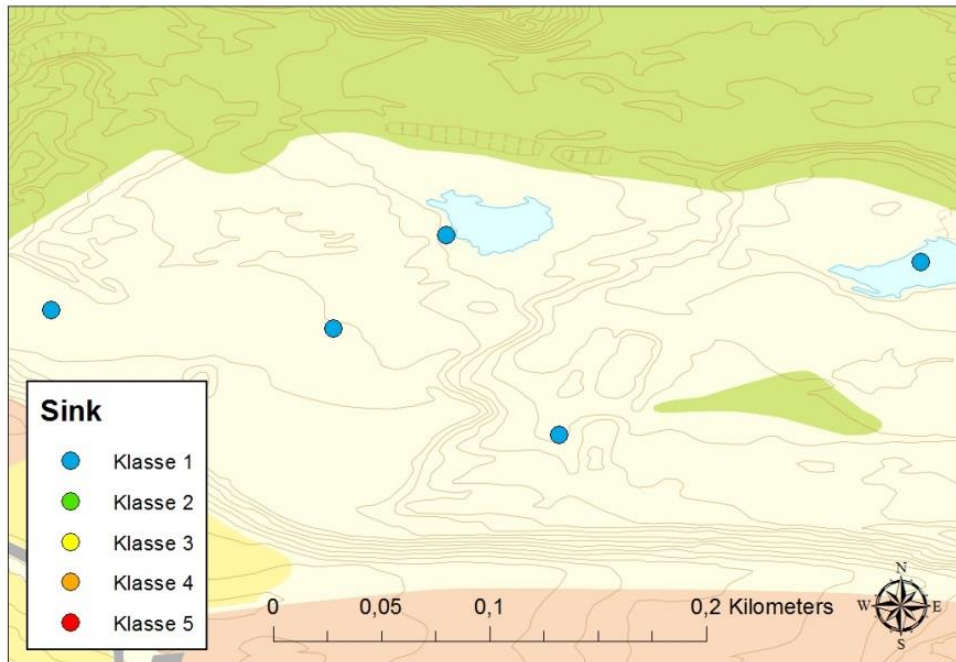 Sink
Klasse 1
Klasse 2
Klasse 3
Klasse 4
Klasse 5
0 0,05 0,1 0,2 Kilometers
N
W E
S